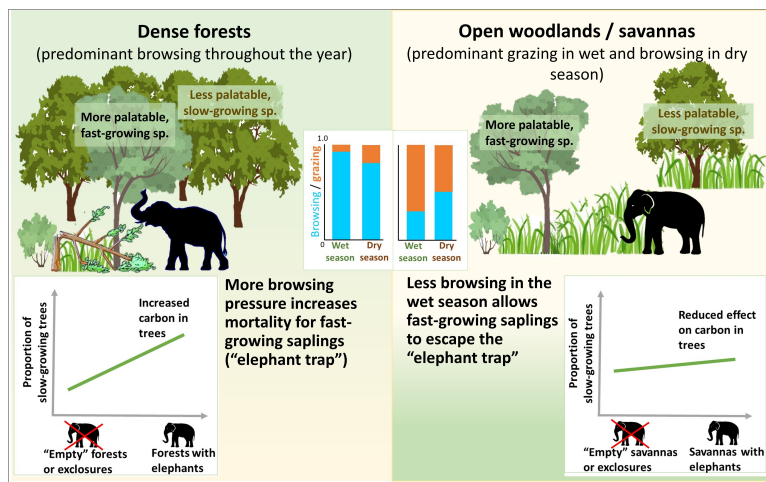 Dense forests
(predominant browsing throughout the year)
Less palatable,
slow-growing sp.
More palatable,
fast-growing sp.
Open woodlands / savannas
(predominant grazing in wet and browsing in dry
season)
More palatable,
fast-growing sp.
Less palatable,
slow-growing sp.
1.0
Browsing / grazing
0
Wet
season
Dry
season
Wet
season
Dry
season
More browsing
pressure increases
mortality for fast-
growing saplings
("elephant trap")
Less browsing in the
wet season allows
fast-growing saplings
to escape the
"elephant trap"
Proportion of
slow-growing trees
Increased
carbon in
trees
"Empty" forests
or exclosures
Forests with
elephants
Proportion of
slow-growing trees
Reduced effect
on carbon in
trees
"Empty" savannas
or exclosures
Savannas with
elephants